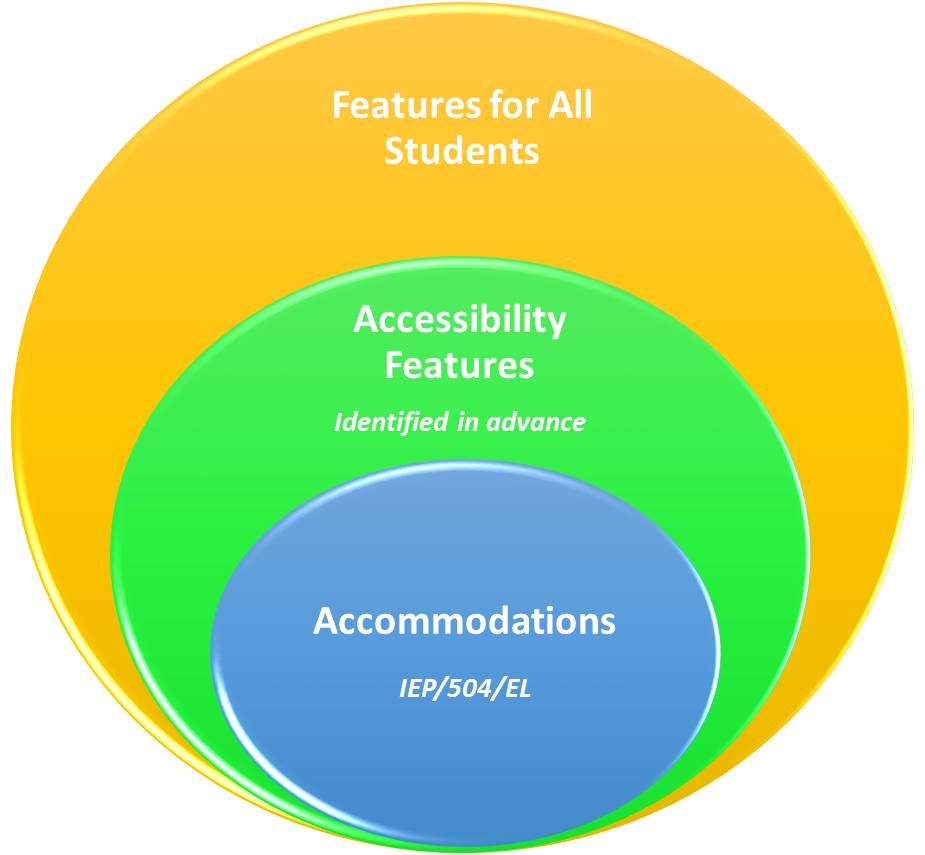 Features for All
Students
Accessibility
Features
Identified in advance
Accommodations
IEP/504/EL